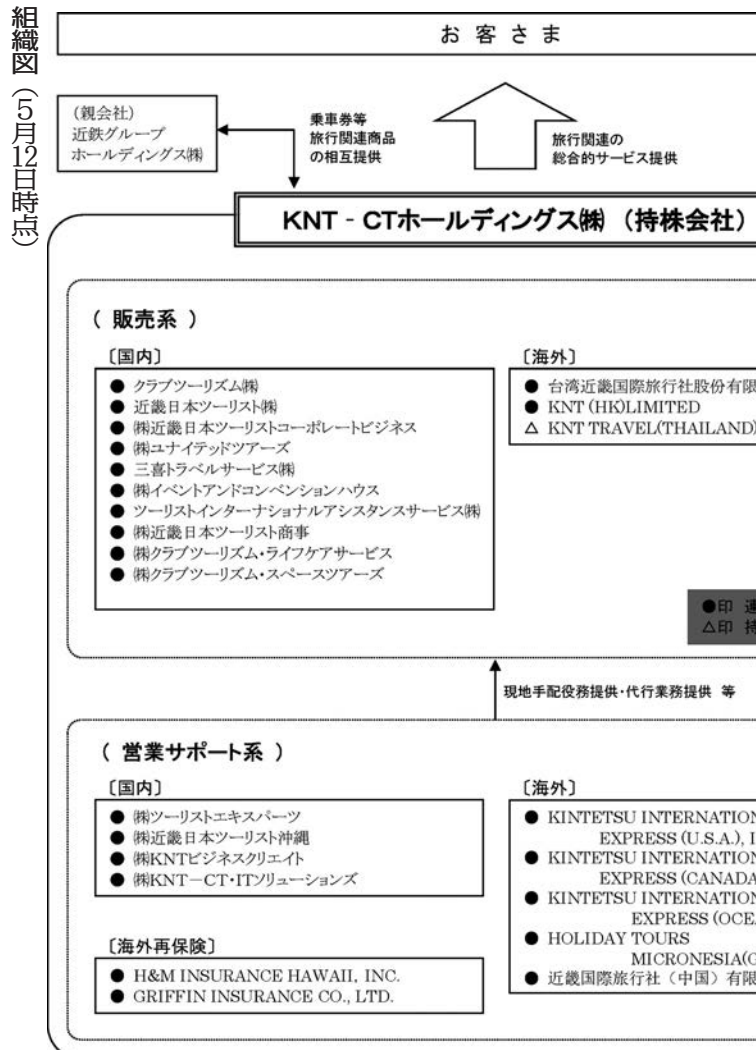 組織図（5月12日時点）
お 客 さ ま
（親会社）
近鉄グループ
ホールディングス㈱
乗車券等
旅行関連商品
の相互提供
旅行関連の
総合的サービス提供
KNT‐CTホールディングス㈱ （持株会社）
（ 販売系 ）
〔国内〕
● クラブツーリズム㈱
● 近畿日本ツーリスト㈱
● ㈱近畿日本ツーリストコーポレートビジネス
● ㈱ユナイテッドツアーズ
● 三喜トラベルサービス㈱
● ㈱イベントアンドコンベンションハウス
● ツーリストインターナショナルアシスタンスサービス㈱
● ㈱近畿日本ツーリスト商事
● ㈱クラブツーリズム・ライフケアサービス
● ㈱クラブツーリズム・スペースツアーズ
〔海外〕
● 台湾近畿国際旅行社股份有限
● KNT (HK)LIMITED
△ KNT TRAVEL(THAILAND)
●印 連
△印 持
現地手配役務提供・代行業務提供 等
（ 営業サポート系 ）
〔国内〕
● ㈱ツーリストエキスパーツ
● ㈱近畿日本ツーリスト沖縄
● ㈱KNTビジネスクリエイト
● ㈱KNT－CT・ITソリューションズ
〔海外再保険〕
● H&M INSURANCE HAWAII, INC.
● GRIFFIN INSURANCE CO., LTD.
〔海外〕
● KINTETSU INTERNATION
EXPRESS (U.S.A.), I
● KINTETSU INTERNATION
EXPRESS (CANADA
● KINTETSU INTERNATION
EXPRESS (OCE
● HOLIDAY TOURS
MICRONESIA(G
● 近畿国際旅行社（中国）有限